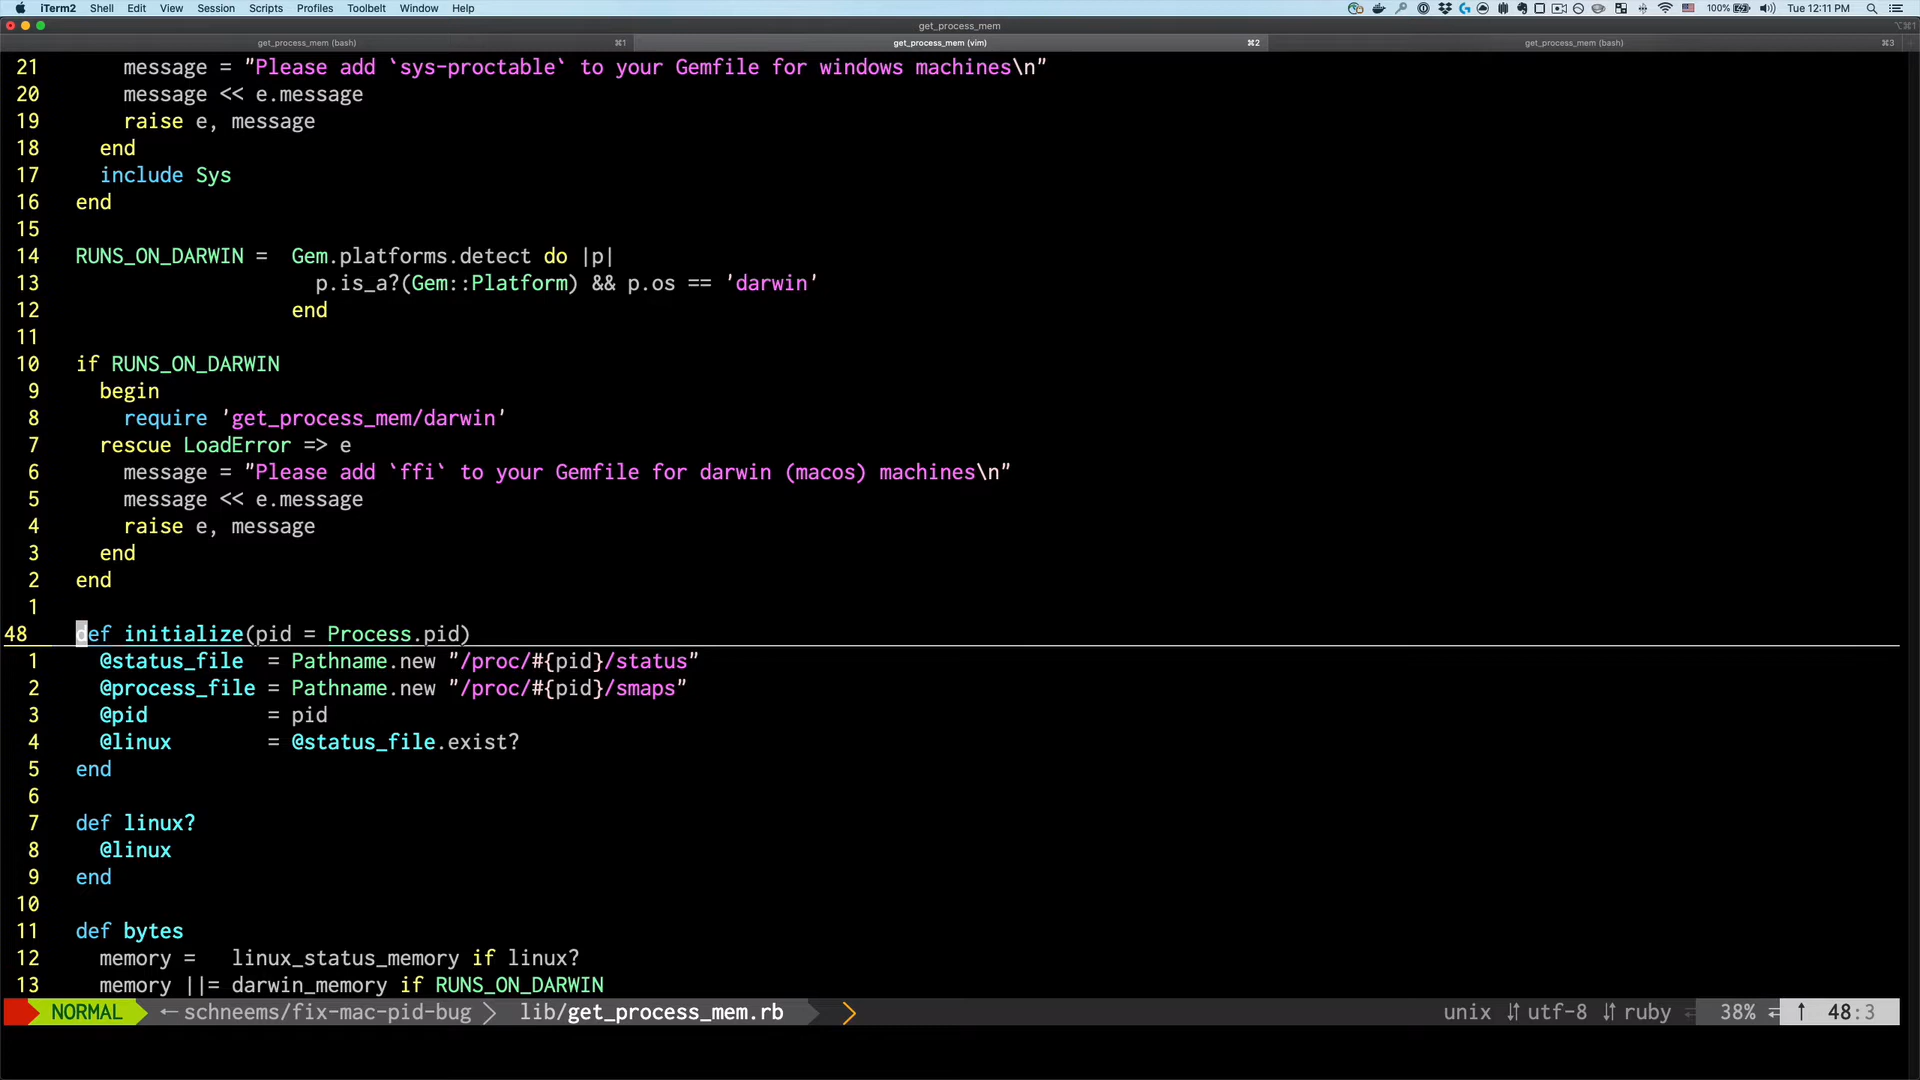 iTerm2 Shell Edit View Session Scripts Profiles Toolbelt Window Help 100% Tue 12:11 PM
get_process_mem
get_process_mem (bash) ⌘1 get_process_mem (vim) ⌘2 get_process_mem (bash) ⌘3
21 message = "Please add `sys-proctable` to your Gemfile for windows machines\n"
20 message << e.message
19 raise e, message
18 end
17 include Sys
16 end
15
14 RUNS_ON_DARWIN = Gem.platforms.detect do |p|
13 p.is_a?(Gem::Platform) && p.os == 'darwin'
12 end
11
10 if RUNS_ON_DARWIN
9 begin
8 require 'get_process_mem/darwin'
7 rescue LoadError => e
6 message = "Please add `ffi` to your Gemfile for darwin (macos) machines\n"
5 message << e.message
4 raise e, message
3 end
2 end
1
48 def initialize(pid = Process.pid)
1 @status_file = Pathname.new "/proc/#{pid}/status"
2 @process_file = Pathname.new "/proc/#{pid}/smaps"
3 @pid = pid
4 @linux = @status_file.exist?
5 end
6
7 def linux?
8 @linux
9 end
10
11 def bytes
12 memory = linux_status_memory if linux?
13 memory ||= darwin_memory if RUNS_ON_DARWIN
NORMAL ← schneems/fix-mac-pid-bug lib/get_process_mem.rb unix utf-8 ruby 38% ↑ 48:3